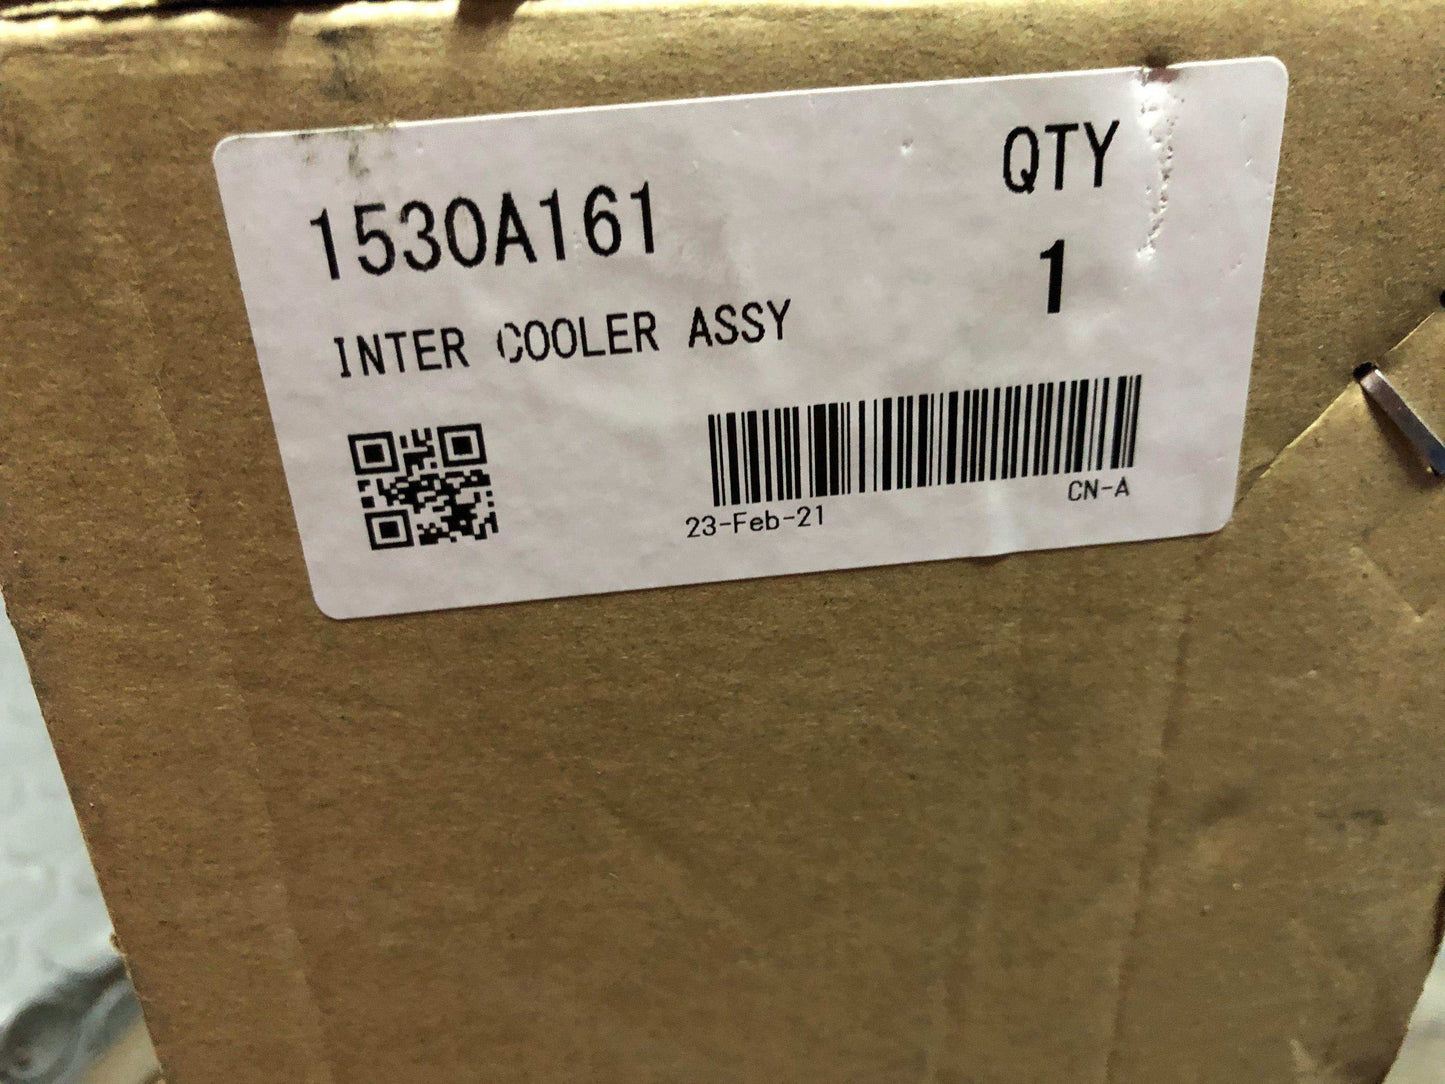 1530A161
QTY
1
INTER COOLER ASSY
23-Feb-21
CN-A